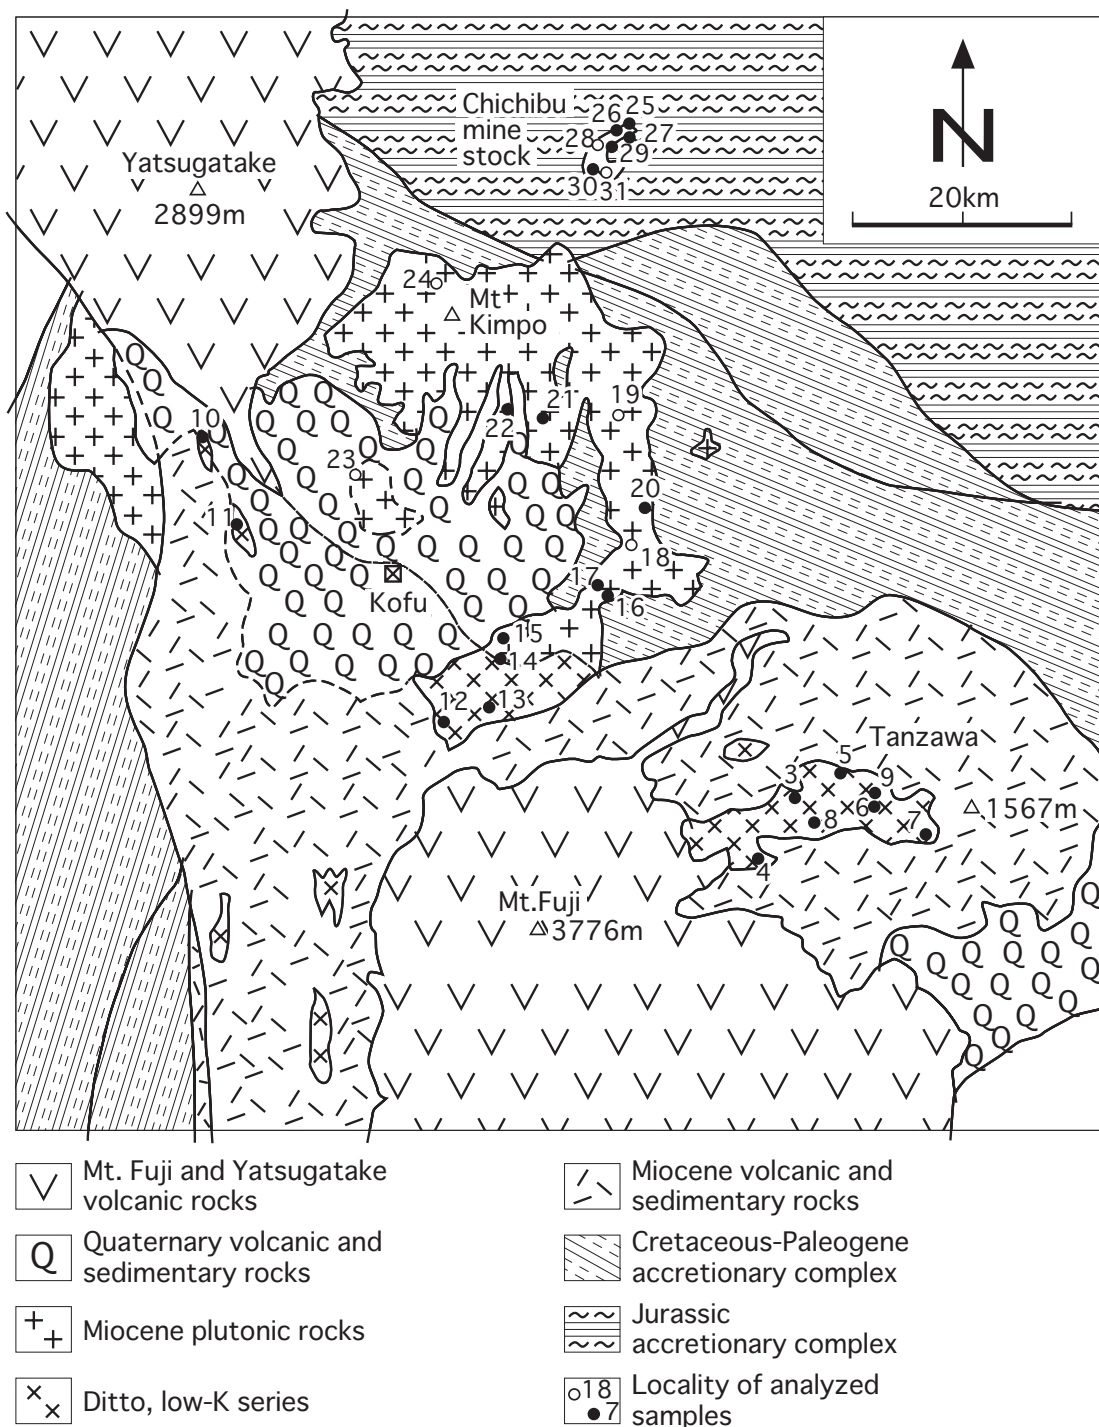 Chichibu
mine
stock
26
25
28
27
29
30
31
N
20km
Yatsugatake
2899m
24
Mt
Kimpo
19
21
22
10
23
20
11
18
Kofu
17
16
15
14
12
13
Tanzawa
5
3
9
6
8
7
1567m
4
Mt.Fuji
3776m
Mt. Fuji and Yatsugatake
volcanic rocks
Q
Quaternary volcanic and
sedimentary rocks
Miocene plutonic rocks
Ditto, low-K series
Miocene volcanic and
sedimentary rocks
Cretaceous-Paleogene
accretionary complex
Jurassic
accretionary complex
18
7
Locality of analyzed
samples